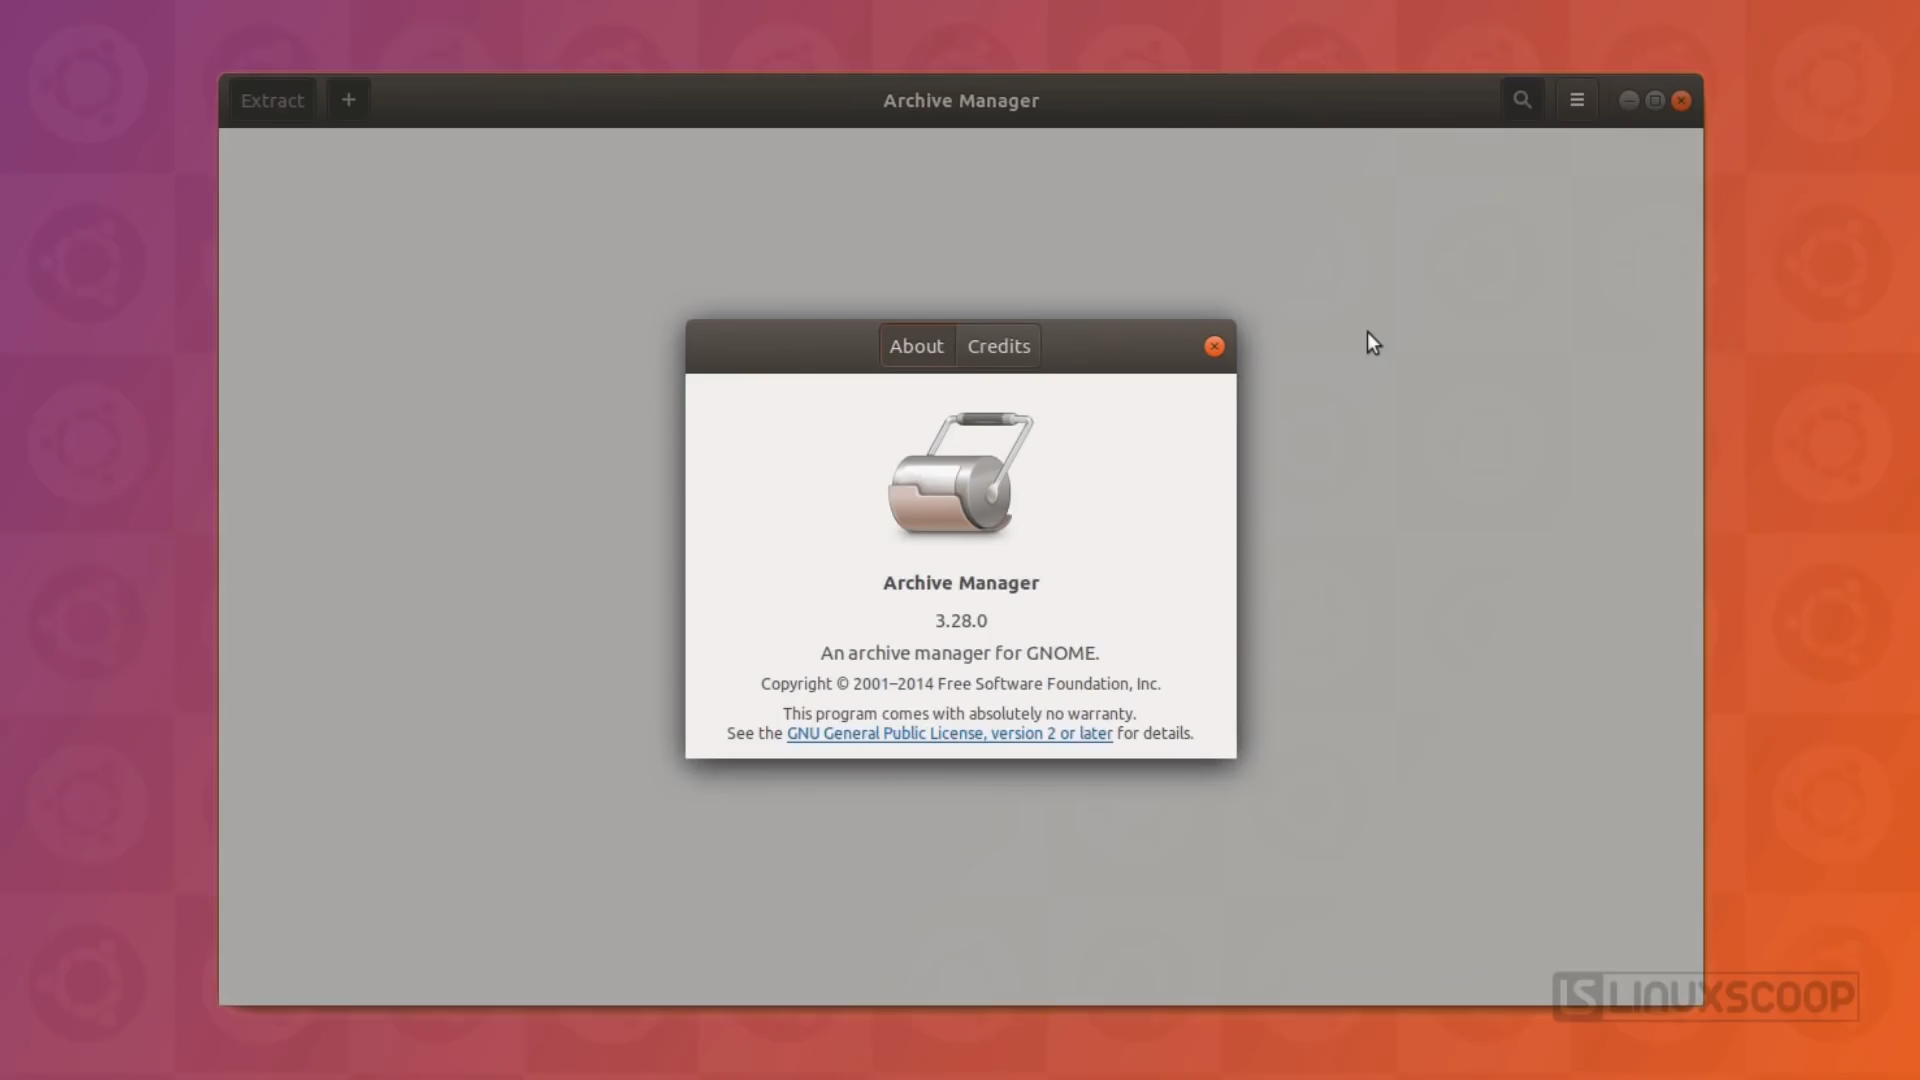 Extract
+
Archive Manager
About
Credits
Archive Manager
3.28.0
An archive manager for GNOME.
Copyright © 2001–2014 Free Software Foundation, Inc.
This program comes with absolutely no warranty.
See the GNU General Public License, version 2 or later for details.
LS LINUXSCOOP